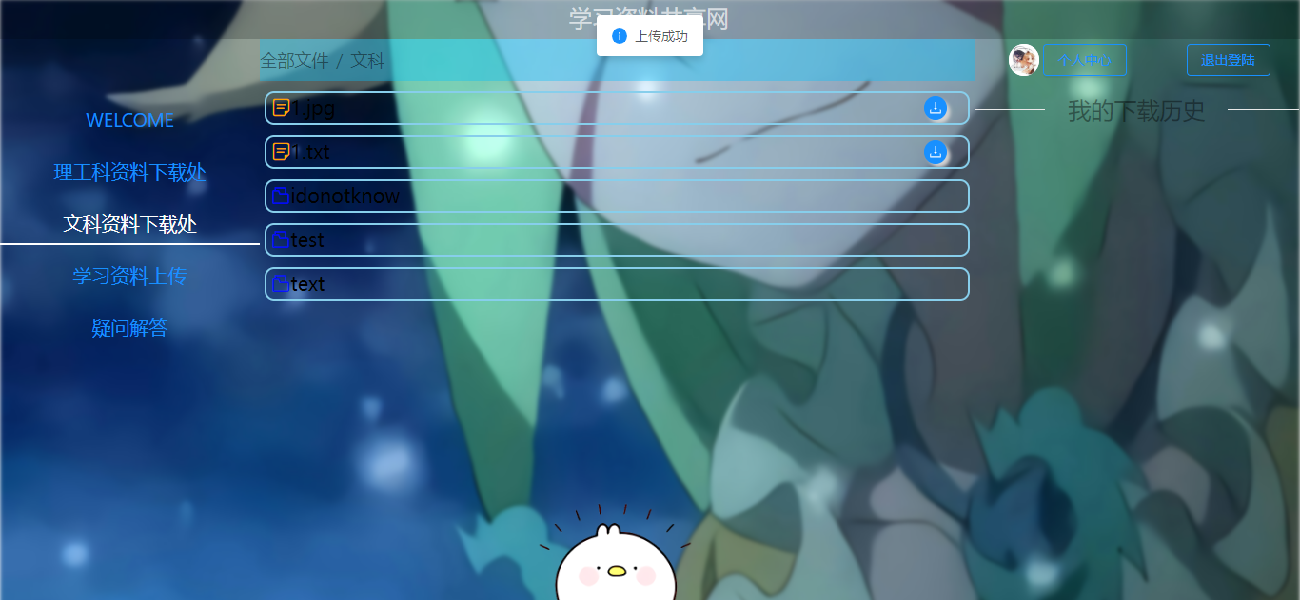 学习资料共享网
上传成功
全部文件 / 文科
个人中心
退出登陆
WELCOME
理工科资料下载处
文科资料下载处
学习资料上传
疑问解答
1.jpg
1.txt
idonotknow
test
text
我的下载历史